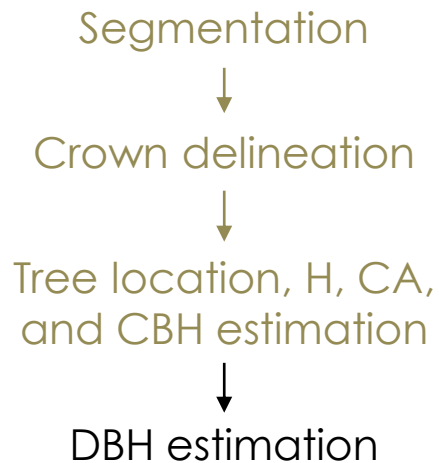 Segmentation
Crown delineation
Tree location, H, CA,
and CBH estimation
DBH estimation